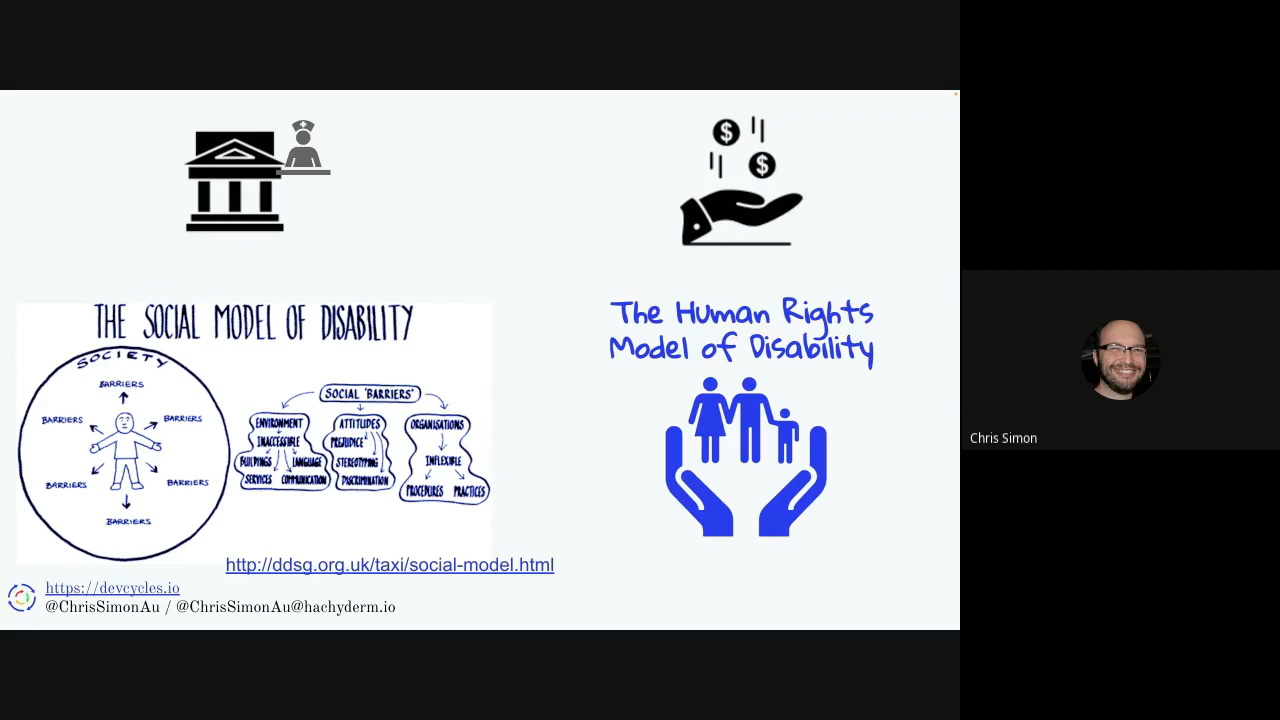 $
$
THE SOCIAL MODEL OF DISABILITY
SOCIETY
BARRIERS
BARRIERS
BARRIERS
BARRIERS
BARRIERS
BARRIERS
SOCIAL 'BARRIERS'
ENVIRONMENT
INACCESSIBLE
BUILDINGS LANGUAGE
SERVICES COMMUNICATION
ATTITUDES
PREJUDICE
STEREOTYPING
DISCRIMINATION
ORGANISATIONS
INFLEXIBLE
PROCEDURES PRACTICES
http://ddsg.org.uk/taxi/social-model.html
The Human Rights
Model of Disability
https://devcycles.io
@ChrisSimonAu / @ChrisSimonAu@hachyderm.io
Chris Simon